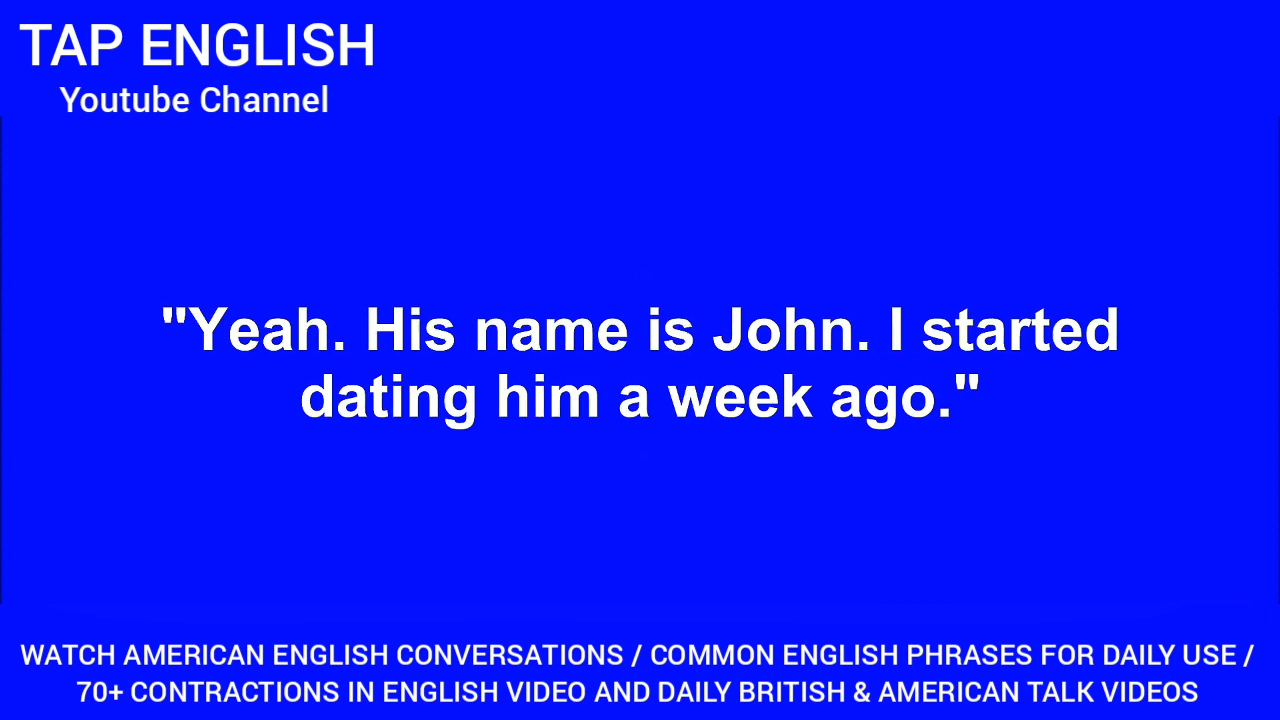 TAP ENGLISH
Youtube Channel
"Yeah. His name is John. I started
dating him a week ago."
WATCH AMERICAN ENGLISH CONVERSATIONS / COMMON ENGLISH PHRASES FOR DAILY USE /
70+ CONTRACTIONS IN ENGLISH VIDEO AND DAILY BRITISH & AMERICAN TALK VIDEOS